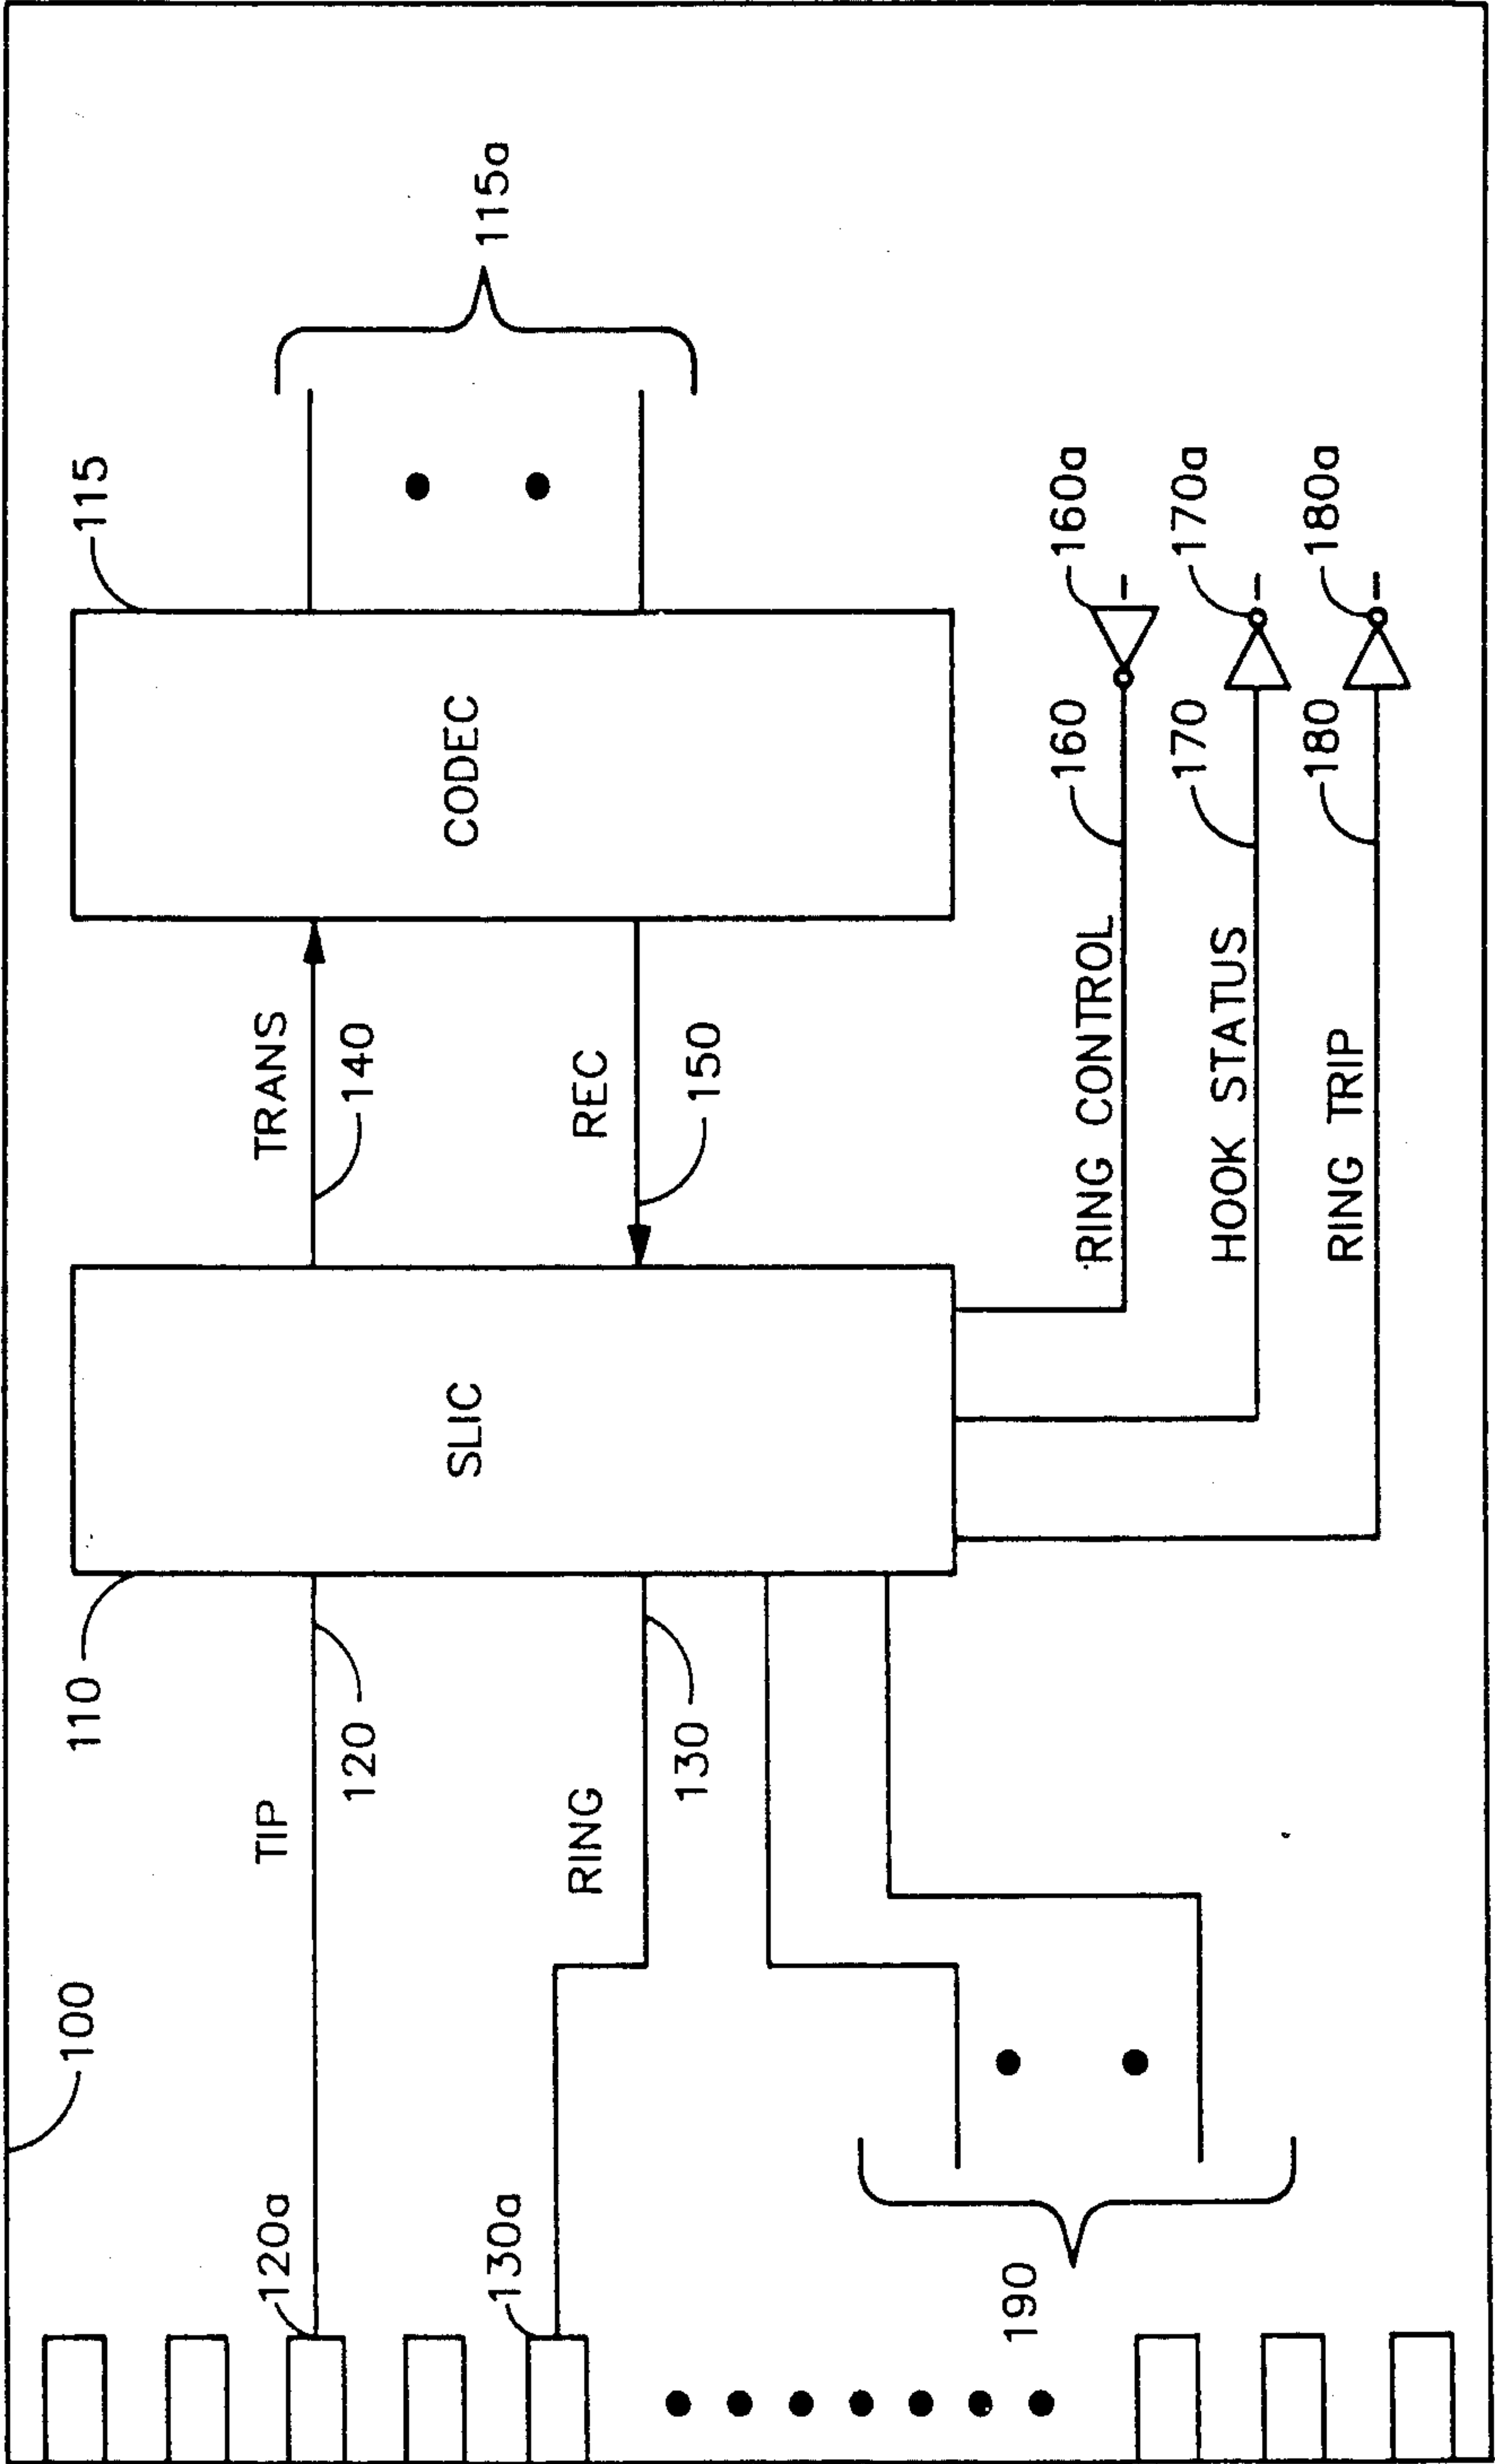 100
110
115
120a
TIP
120
TRANS
140
115a
SLIC
CODEC
130a
RING
130
REC
150
190
RING CONTROL
160
160a
HOOK STATUS
170
170a
RING TRIP
180
180a